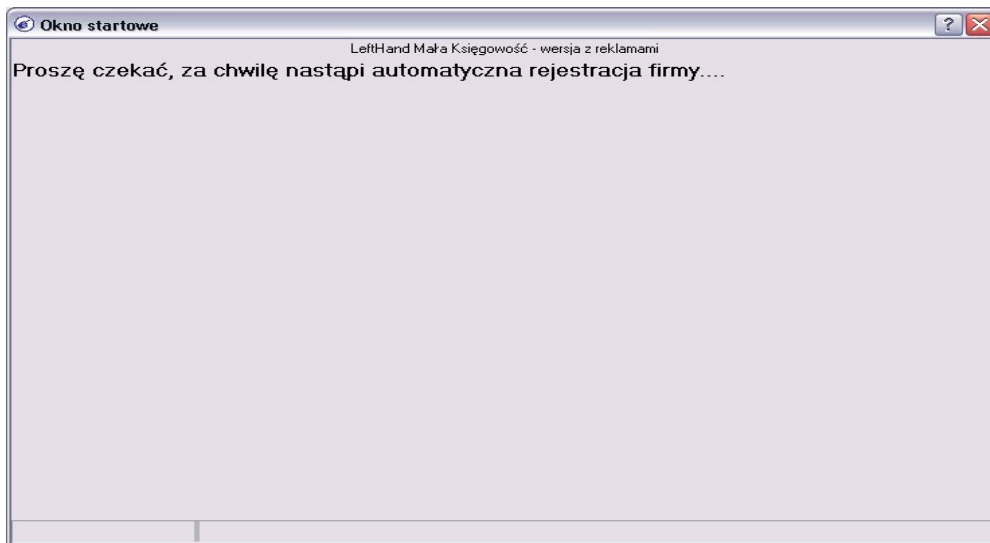 Okno startowe
LeftHand Mała Księgowość - wersja z reklamami
Proszę czekać, za chwilę nastąpi automatyczna rejestracja firmy....